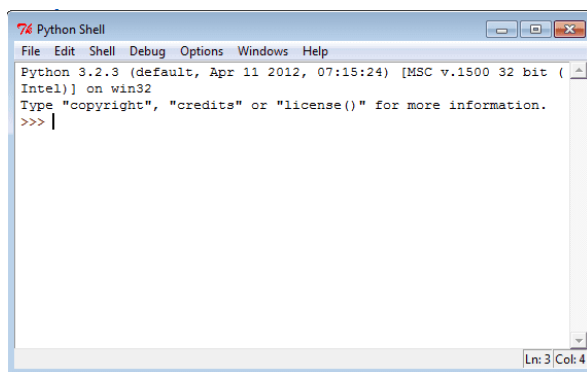 Python Shell
File Edit Shell Debug Options Windows Help
Python 3.2.3 (default, Apr 11 2012, 07:15:24) [MSC v.1500 32 bit (
Intel)] on win32
Type "copyright", "credits" or "license()" for more information.
>>>
Ln: 3 Col: 4